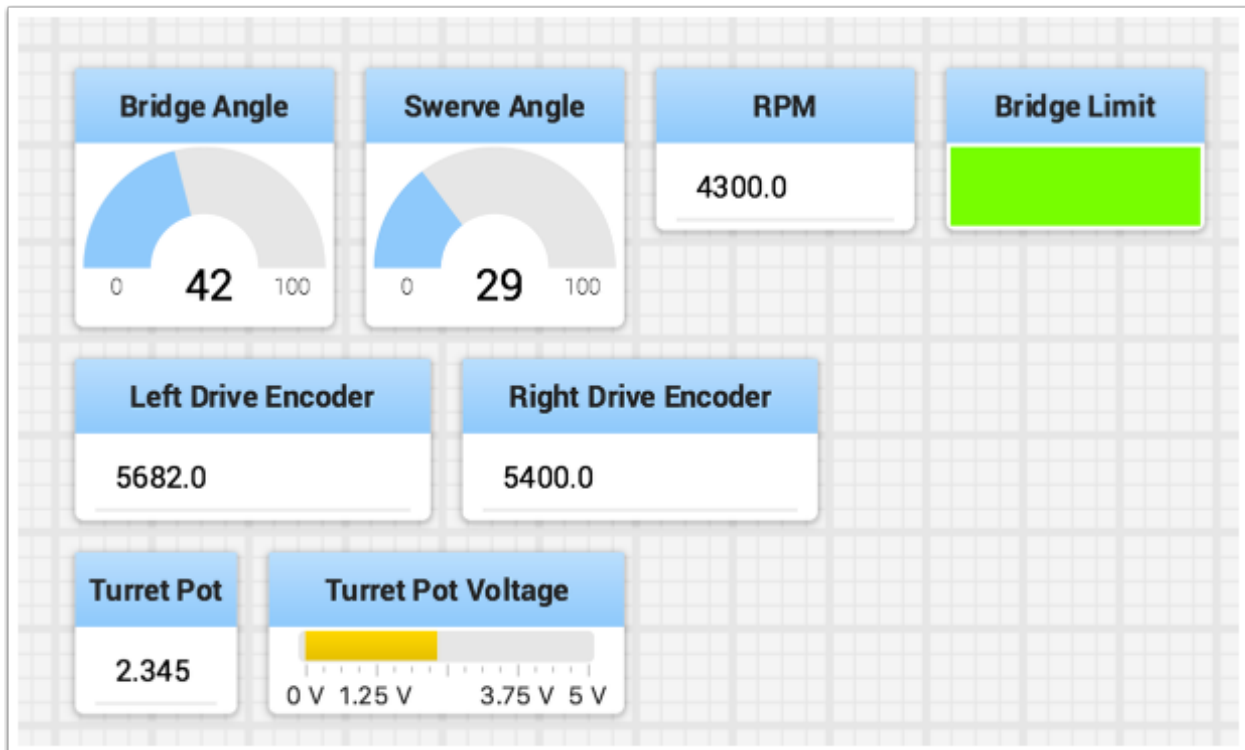 Bridge Angle
Swerve Angle
RPM
Bridge Limit
0 42 100
0 29 100
4300.0
Left Drive Encoder
Right Drive Encoder
5682.0
5400.0
Turret Pot
Turret Pot Voltage
2.345
0 V 1.25 V 3.75 V 5 V